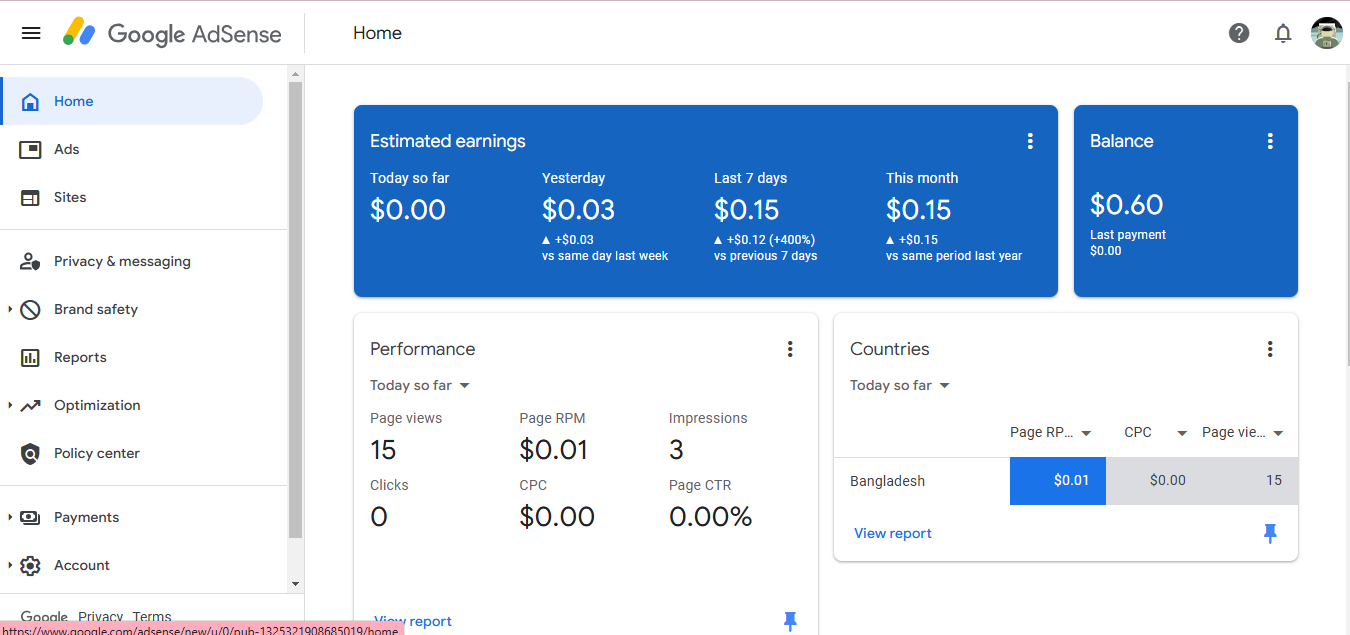 Google AdSense
Home
Home
Ads
Sites
Privacy & messaging
Brand safety
Reports
Optimization
Policy center
Payments
Account
Google Privacy Terms
https://www.google.com/adsense/new/u/0/pub-1325321908685019/home
Estimated earnings
Today so far
$0.00
Yesterday
$0.03
+$0.03
vs same day last week
Last 7 days
$0.15
+$0.12 (+400%)
vs previous 7 days
This month
$0.15
+$0.15
vs same period last year
Balance
$0.60
Last payment
$0.00
Performance
Today so far
Page views
15
Page RPM
$0.01
Impressions
3
Clicks
0
CPC
$0.00
Page CTR
0.00%
View report
Countries
Today so far
Page RP... CPC Page vie...
Bangladesh $0.01 $0.00 15
View report